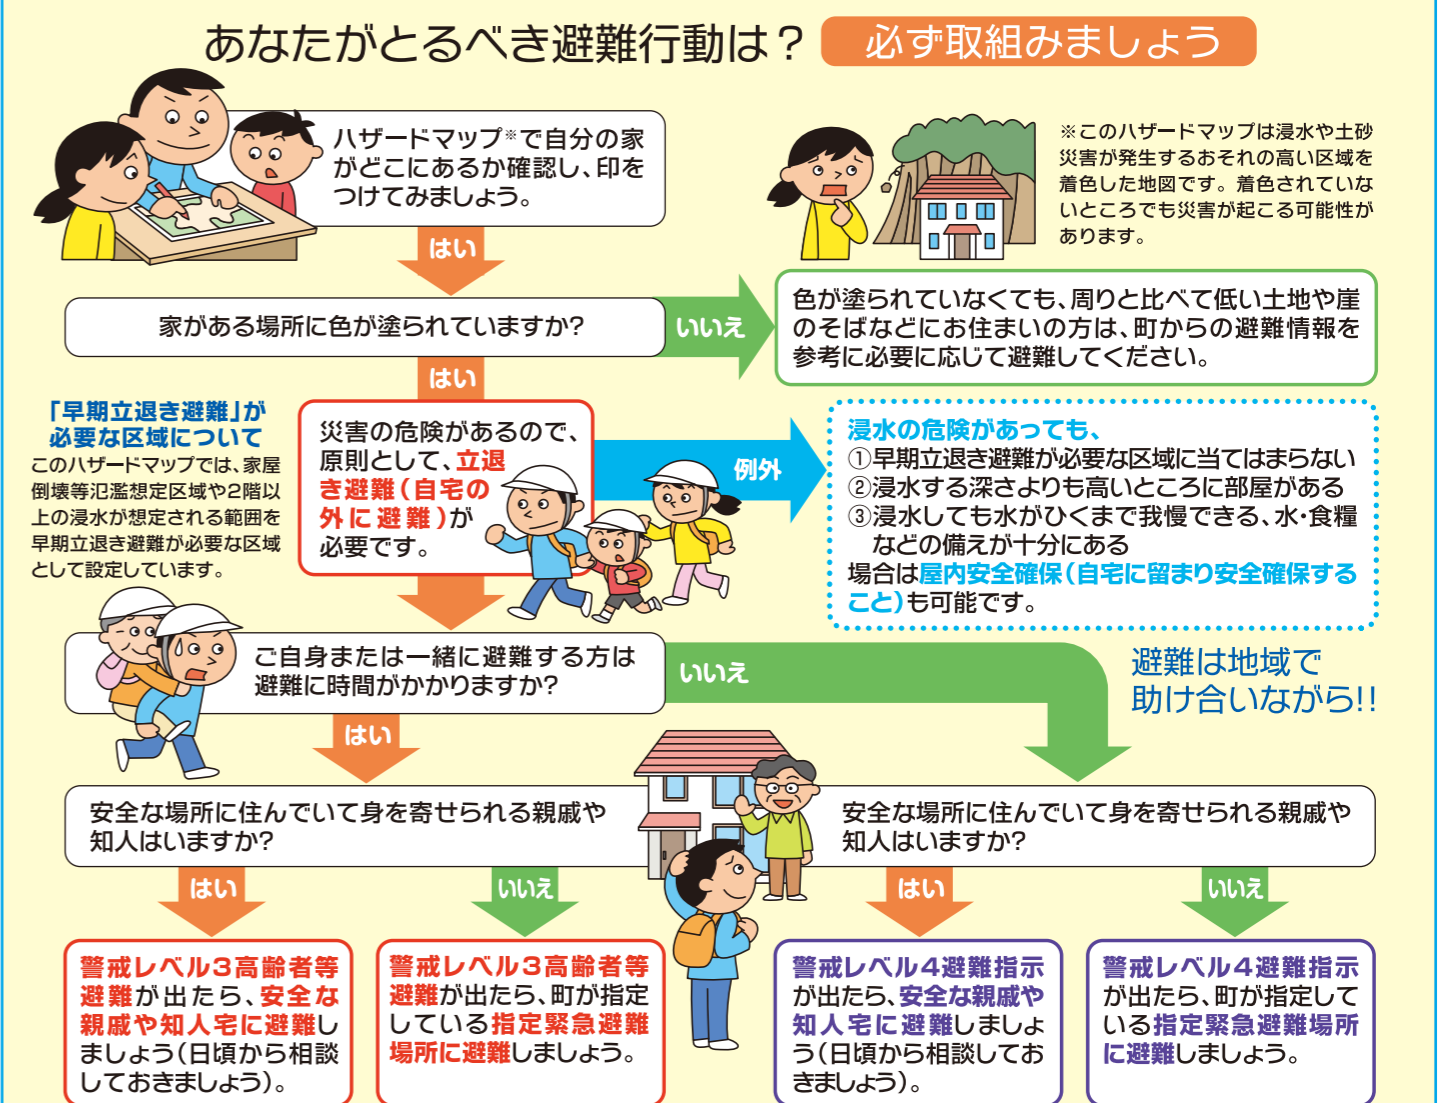 あなたがとるべき避難行動は？
必ず取組みましょう
ハザードマップ※で自分の家
がどこにあるか確認し、印を
つけてみましょう。
※このハザードマップは浸水や土砂
災害が発生するおそれの高い区域を
着色した地図です。着色されていな
いところでも災害が起こる可能性が
あります。
はい
家がある場所に色が塗られていますか?
いいえ
色が塗られていなくても、周りと比べて低い土地や崖
のそばなどにお住まいの方は、町からの避難情報を
参考に必要に応じて避難してください。
はい
「早期立退き避難」が
必要な区域について
このハザードマップでは、家屋
倒壊等氾濫想定区域や2階以
上の浸水が想定される範囲を
早期立退き避難が必要な区域
として設定しています。
災害の危険があるので、
原則として、立退
き避難(自宅の
外に避難)が
必要です。
例外
浸水の危険があっても、
①早期立退き避難が必要な区域に当てはまらない
②浸水する深さよりも高いところに部屋がある
③浸水しても水がひくまで我慢できる、水・食糧
などの備えが十分にある
場合は屋内安全確保(自宅に留まり安全確保する
こと)も可能です。
ご自身または一緒に避難する方は
避難に時間がかかりますか?
いいえ
避難は地域で
助け合いながら!!
はい
安全な場所に住んでいて身を寄せられる親戚や
知人はいますか?
安全な場所に住んでいて身を寄せられる親戚や
知人はいますか?
はい
いいえ
はい
いいえ
警戒レベル3高齢者等
避難が出たら、安全な
親戚や知人宅に避難し
ましょう(日頃から相談
しておきましょう)。
警戒レベル3高齢者等
避難が出たら、町が指定
している指定緊急避難
場所に避難しましょう。
警戒レベル4避難指示
が出たら、安全な親戚や
知人宅に避難しましょ
う(日頃から相談してお
きましょう)。
警戒レベル4避難指示
が出たら、町が指定して
いる指定緊急避難場所
に避難しましょう。